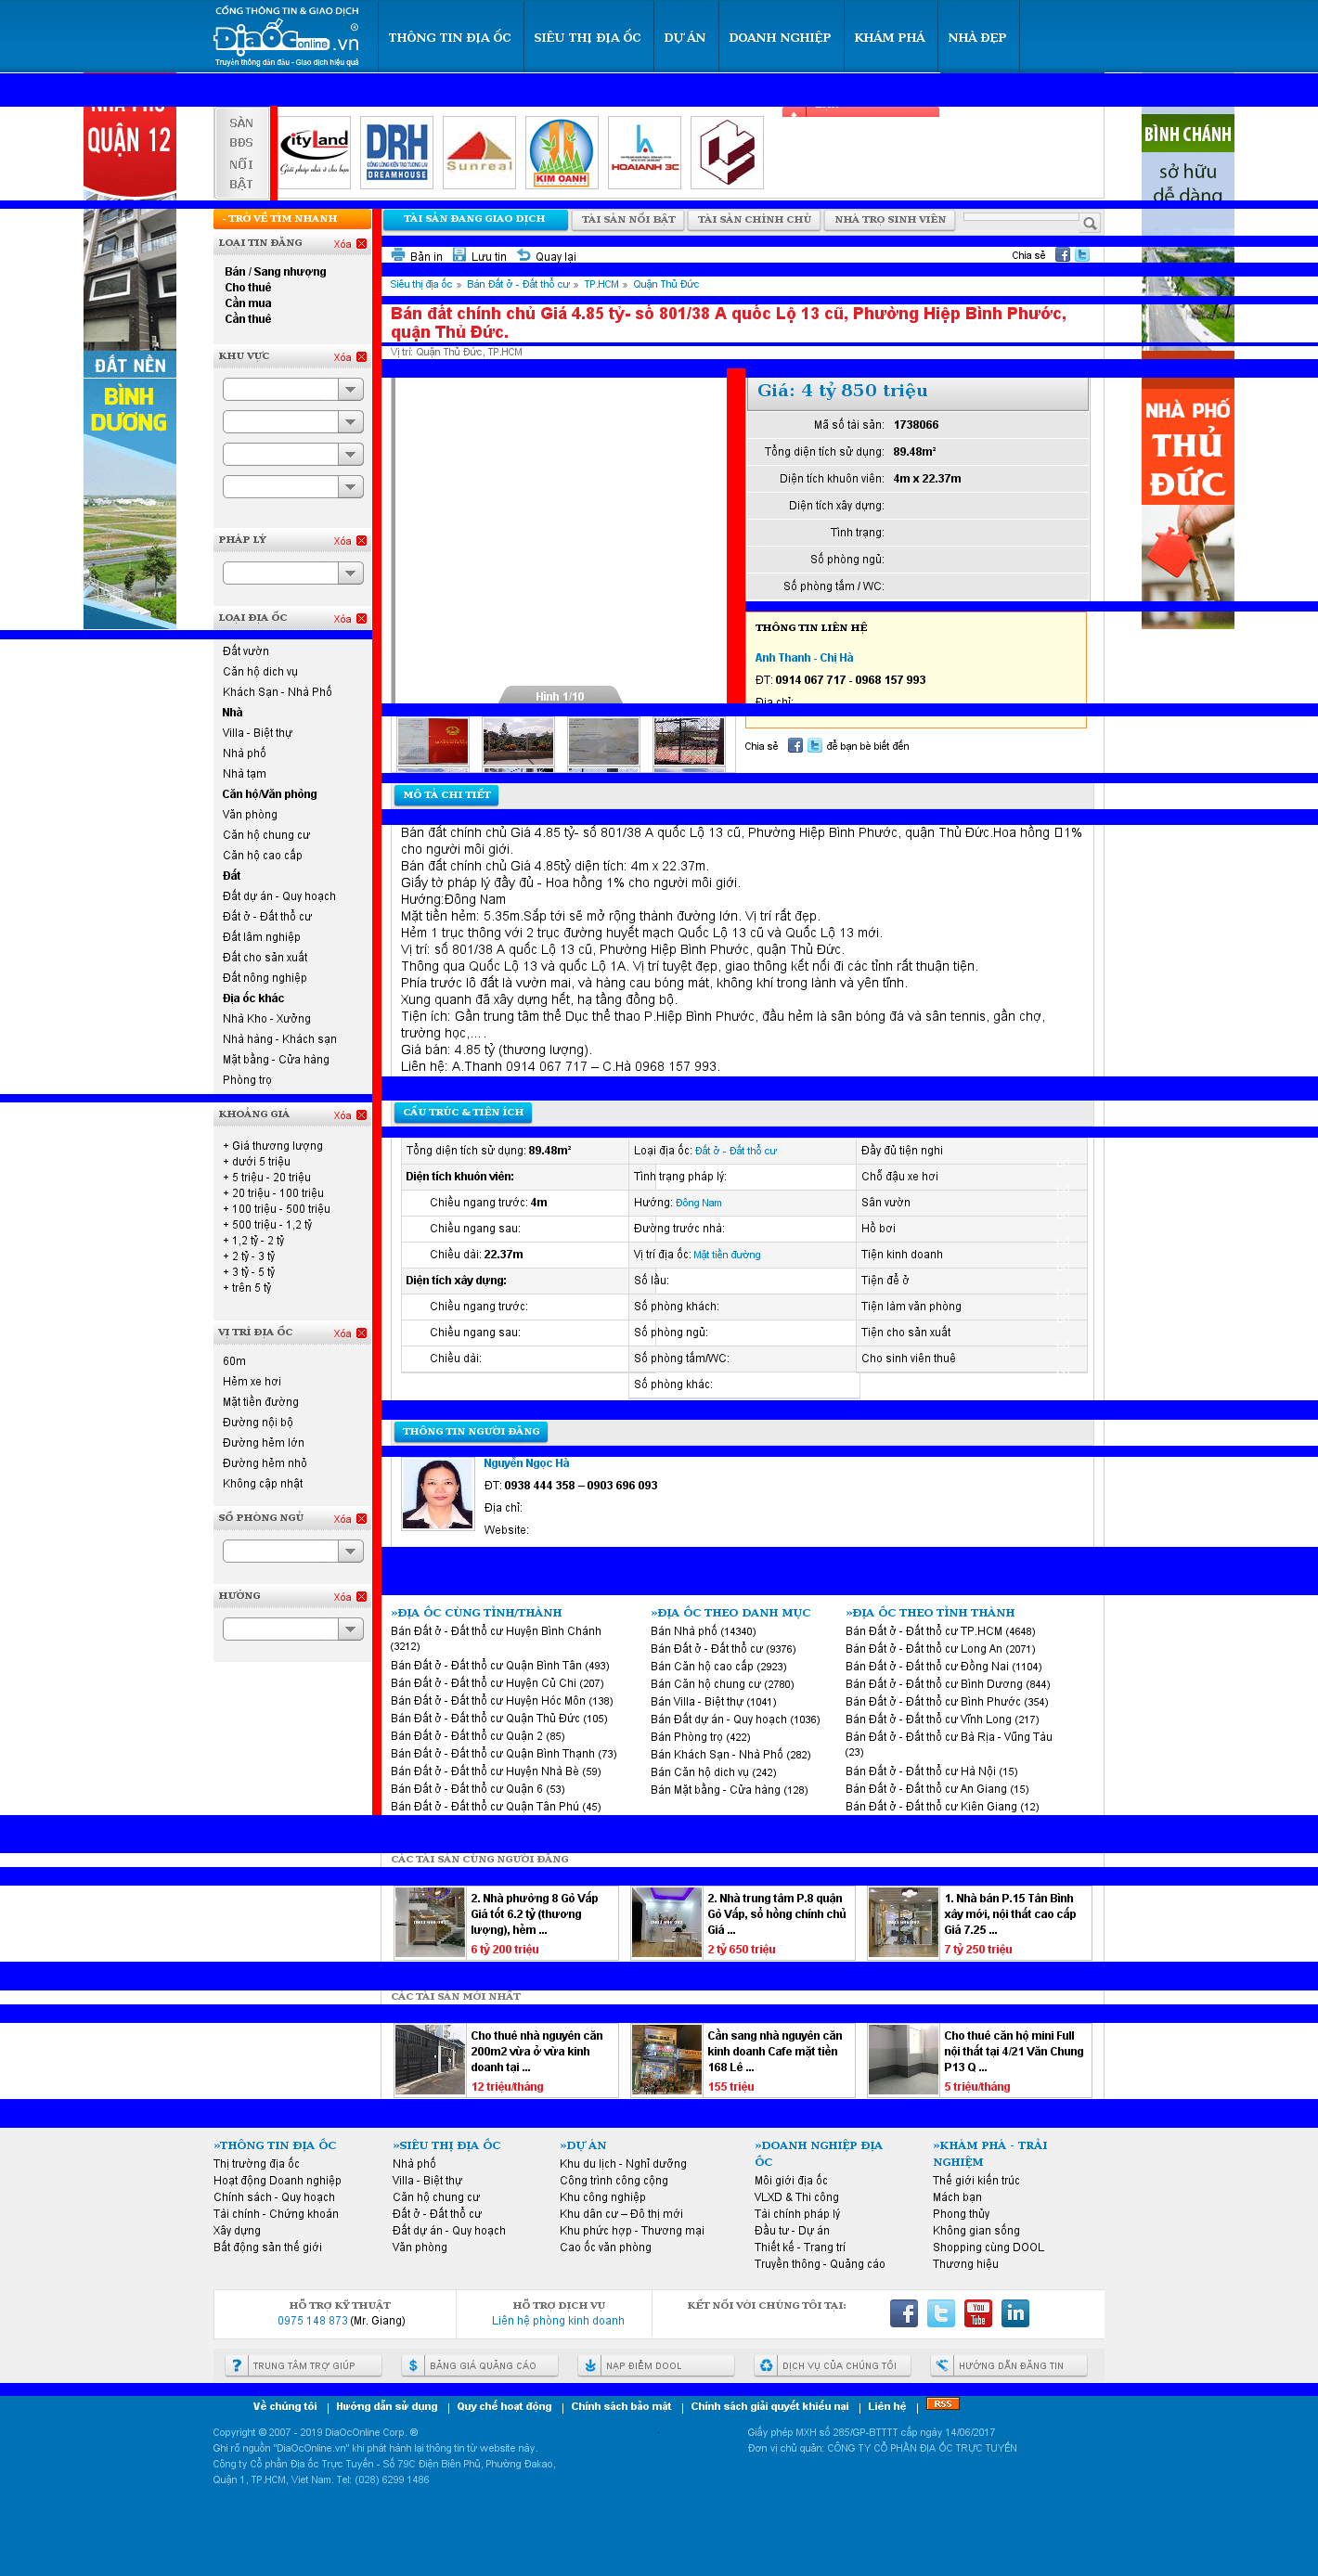 CỔNG THÔNG TIN & GIAO DỊCH
ĐịaỐconline.vn ®
Truyền thông dẫn đầu - Giao dịch hiệu quả
THÔNG TIN ĐỊA ỐC
SIÊU THỊ ĐỊA ỐC
DỰ ÁN
DOANH NGHIỆP
KHÁM PHÁ
NHÀ ĐẸP
NHÀ PHỐ
QUẬN 12
ĐẤT NỀN
BÌNH DƯƠNG
SÀN
BĐS
NỔI
BẬT
cityLand
Giải pháp nhà ở cho bạn
DRH
DREAMHOUSE
Sunreal
KIM OANH
HOAIANH 3C
BÌNH CHÁNH
sở hữu
dễ dàng
NHÀ PHỐ
THỦ
ĐỨC
- TRỞ VỀ TÌM NHANH
LOẠI TIN ĐĂNG Xóa
Bán / Sang nhượng
Cho thuê
Cần mua
Cần thuê
KHU VỰC Xóa
PHÁP LÝ Xóa
LOẠI ĐỊA ỐC Xóa
Đất vườn
Căn hộ dich vụ
Khách Sạn - Nhà Phố
Nhà
Villa - Biệt thự
Nhà phố
Nhà tạm
Căn hộ/Văn phòng
Văn phòng
Căn hộ chung cư
Căn hộ cao cấp
Đất
Đất dự án - Quy hoạch
Đất ở - Đất thổ cư
Đất lâm nghiệp
Đất cho sản xuất
Đất nông nghiệp
Địa ốc khác
Nhà Kho - Xưởng
Nhà hàng - Khách sạn
Mặt bằng - Cửa hàng
Phòng trọ
KHOẢNG GIÁ Xóa
+ Giá thương lượng
+ dưới 5 triệu
+ 5 triệu - 20 triệu
+ 20 triệu - 100 triệu
+ 100 triệu - 500 triệu
+ 500 triệu - 1,2 tỷ
+ 1,2 tỷ - 2 tỷ
+ 2 tỷ - 3 tỷ
+ 3 tỷ - 5 tỷ
+ trên 5 tỷ
VỊ TRÍ ĐỊA ỐC Xóa
60m
Hẻm xe hơi
Mặt tiền đường
Đường nội bộ
Đường hẻm lớn
Đường hẻm nhỏ
Không cập nhật
SỐ PHÒNG NGỦ Xóa
HƯỚNG Xóa
TÀI SẢN ĐANG GIAO DỊCH
TÀI SẢN NỔI BẬT
TÀI SẢN CHÍNH CHỦ
NHÀ TRỌ SINH VIÊN
Bản in Lưu tin Quay lại
Chia sẻ
Siêu thị địa ốc » Bán Đất ở - Đất thổ cư » TP.HCM » Quận Thủ Đức
Bán đất chính chủ Giá 4.85 tỷ- số 801/38 A quốc Lộ 13 cũ, Phường Hiệp Bình Phước,
quận Thủ Đức.
Vị trí: Quận Thủ Đức, TP.HCM
Hình 1/10
Giá: 4 tỷ 850 triệu
Mã số tài sản: 1738066
Tổng diện tích sử dụng: 89.48m²
Diện tích khuôn viên: 4m x 22.37m
Diện tích xây dựng:
Tình trạng:
Số phòng ngủ:
Số phòng tắm / WC:
THÔNG TIN LIÊN HỆ
Anh Thanh - Chị Hà
ĐT: 0914 067 717 - 0968 157 993
Địa chỉ:
Chia sẻ để bạn bè biết đến
MÔ TẢ CHI TIẾT
Bán đất chính chủ Giá 4.85 tỷ- số 801/38 A quốc Lộ 13 cũ, Phường Hiệp Bình Phước, quận Thủ Đức.Hoa hồng 1%
cho người môi giới.
Bán đất chính chủ Giá 4.85tỷ diện tích: 4m x 22.37m.
Giấy tờ pháp lý đầy đủ - Hoa hồng 1% cho người môi giới.
Hướng:Đông Nam
Mặt tiền hẻm: 5.35m.Sắp tới sẽ mở rộng thành đường lớn. Vị trí rất đẹp.
Hẻm 1 trục thông với 2 trục đường huyết mạch Quốc Lộ 13 cũ và Quốc Lộ 13 mới.
Vị trí: số 801/38 A quốc Lộ 13 cũ, Phường Hiệp Bình Phước, quận Thủ Đức.
Thông qua Quốc Lộ 13 và quốc Lộ 1A. Vị trí tuyệt đẹp, giao thông kết nối đi các tỉnh rất thuận tiện.
Phía trước lô đất là vườn mai, và hàng cau bóng mát, không khí trong lành và yên tĩnh.
Xung quanh đã xây dựng hết, hạ tầng đồng bộ.
Tiện ích: Gần trung tâm thể Dục thể thao P.Hiệp Bình Phước, đầu hẻm là sân bóng đá và sân tennis, gần chợ,
trường học,….
Giá bán: 4.85 tỷ (thương lượng).
Liên hệ: A.Thanh 0914 067 717 – C.Hà 0968 157 993.
CẤU TRÚC & TIỆN ÍCH
Tổng diện tích sử dụng: 89.48m² Loại địa ốc: Đất ở - Đất thổ cư Đầy đủ tiện nghi
Diện tích khuôn viên: Tình trạng pháp lý: Chỗ đậu xe hơi
Chiều ngang trước: 4m Hướng: Đông Nam Sân vườn
Chiều ngang sau: Đường trước nhà: Hồ bơi
Chiều dài: 22.37m Vị trí địa ốc: Mặt tiền đường Tiện kinh doanh
Diện tích xây dựng: Số lầu: Tiện để ở
Chiều ngang trước: Số phòng khách: Tiện làm văn phòng
Chiều ngang sau: Số phòng ngủ: Tiện cho sản xuất
Chiều dài: Số phòng tắm/WC: Cho sinh viên thuê
Số phòng khác:
THÔNG TIN NGƯỜI ĐĂNG
Nguyễn Ngọc Hà
ĐT: 0938 444 358 – 0903 696 093
Địa chỉ:
Website:
»ĐỊA ỐC CÙNG TỈNH/THÀNH
Bán Đất ở - Đất thổ cư Huyện Bình Chánh
(3212)
Bán Đất ở - Đất thổ cư Quận Bình Tân (493)
Bán Đất ở - Đất thổ cư Huyện Củ Chi (207)
Bán Đất ở - Đất thổ cư Huyện Hóc Môn (138)
Bán Đất ở - Đất thổ cư Quận Thủ Đức (105)
Bán Đất ở - Đất thổ cư Quận 2 (85)
Bán Đất ở - Đất thổ cư Quận Bình Thạnh (73)
Bán Đất ở - Đất thổ cư Huyện Nhà Bè (59)
Bán Đất ở - Đất thổ cư Quận 6 (53)
Bán Đất ở - Đất thổ cư Quận Tân Phú (45)
»ĐỊA ỐC THEO DANH MỤC
Bán Nhà phố (14340)
Bán Đất ở - Đất thổ cư (9376)
Bán Căn hộ cao cấp (2923)
Bán Căn hộ chung cư (2780)
Bán Villa - Biệt thự (1041)
Bán Đất dự án - Quy hoạch (1036)
Bán Phòng trọ (422)
Bán Khách Sạn - Nhà Phố (282)
Bán Căn hộ dich vụ (242)
Bán Mặt bằng - Cửa hàng (128)
»ĐỊA ỐC THEO TỈNH THÀNH
Bán Đất ở - Đất thổ cư TP.HCM (4648)
Bán Đất ở - Đất thổ cư Long An (2071)
Bán Đất ở - Đất thổ cư Đồng Nai (1104)
Bán Đất ở - Đất thổ cư Bình Dương (844)
Bán Đất ở - Đất thổ cư Bình Phước (354)
Bán Đất ở - Đất thổ cư Vĩnh Long (217)
Bán Đất ở - Đất thổ cư Bà Rịa - Vũng Tàu
(23)
Bán Đất ở - Đất thổ cư Hà Nội (15)
Bán Đất ở - Đất thổ cư An Giang (15)
Bán Đất ở - Đất thổ cư Kiên Giang (12)
CÁC TÀI SẢN CÙNG NGƯỜI ĐĂNG
2. Nhà phường 8 Gò Vấp
Giá tốt 6.2 tỷ (thương
lượng), hẻm ...
6 tỷ 200 triệu
2. Nhà trung tâm P.8 quận
Gò Vấp, sổ hồng chính chủ
Giá ...
2 tỷ 650 triệu
1. Nhà bán P.15 Tân Bình
xây mới, nội thất cao cấp
Giá 7.25 ...
7 tỷ 250 triệu
CÁC TÀI SẢN MỚI NHẤT
Cho thuê nhà nguyên căn
200m2 vừa ở vừa kinh
doanh tại ...
12 triệu/tháng
Cần sang nhà nguyên căn
kinh doanh Cafe mặt tiền
168 Lê ...
155 triệu
Cho thuê căn hộ mini Full
nội thất tại 4/21 Văn Chung
P13 Q ...
5 triệu/tháng
»THÔNG TIN ĐỊA ỐC
Thị trường địa ốc
Hoạt động Doanh nghiệp
Chính sách - Quy hoạch
Tài chính - Chứng khoán
Xây dựng
Bất động sản thế giới
»SIÊU THỊ ĐỊA ỐC
Nhà phố
Villa - Biệt thự
Căn hộ chung cư
Đất ở - Đất thổ cư
Đất dự án - Quy hoạch
Văn phòng
»DỰ ÁN
Khu du lịch - Nghỉ dưỡng
Công trình công cộng
Khu công nghiệp
Khu dân cư – Đô thị mới
Khu phức hợp - Thương mại
Cao ốc văn phòng
»DOANH NGHIỆP ĐỊA
ỐC
Môi giới địa ốc
VLXD & Thi công
Tài chính pháp lý
Đầu tư - Dự án
Thiết kế - Trang trí
Truyền thông - Quảng cáo
»KHÁM PHÁ - TRẢI
NGHIỆM
Thế giới kiến trúc
Mách bạn
Phong thủy
Không gian sống
Shopping cùng DOOL
Thương hiệu
HỖ TRỢ KỸ THUẬT
0975 148 873 (Mr. Giang)
HỖ TRỢ DỊCH VỤ
Liên hệ phòng kinh doanh
KẾT NỐI VỚI CHÚNG TÔI TẠI:
You Tube
in
TRUNG TÂM TRỢ GIÚP
BẢNG GIÁ QUẢNG CÁO
NẠP ĐIỂM DOOL
DỊCH VỤ CỦA CHÚNG TÔI
HƯỚNG DẪN ĐĂNG TIN
Về chúng tôi | Hướng dẫn sử dụng | Quy chế hoạt động | Chính sách bảo mật | Chính sách giải quyết khiếu nại | Liên hệ | RSS
Copyright © 2007 - 2019 DiaOcOnline Corp. ®
Ghi rõ nguồn "DiaOcOnline.vn" khi phát hành lại thông tin từ website này.
Công ty Cổ phần Địa ốc Trực Tuyến - Số 79C Điện Biên Phủ, Phường Đakao,
Quận 1, TP.HCM, Viet Nam. Tel: (028) 6299 1486
Giấy phép MXH số 285/GP-BTTTT cấp ngày 14/06/2017
Đơn vị chủ quản: CÔNG TY CỔ PHẦN ĐỊA ỐC TRỰC TUYẾN